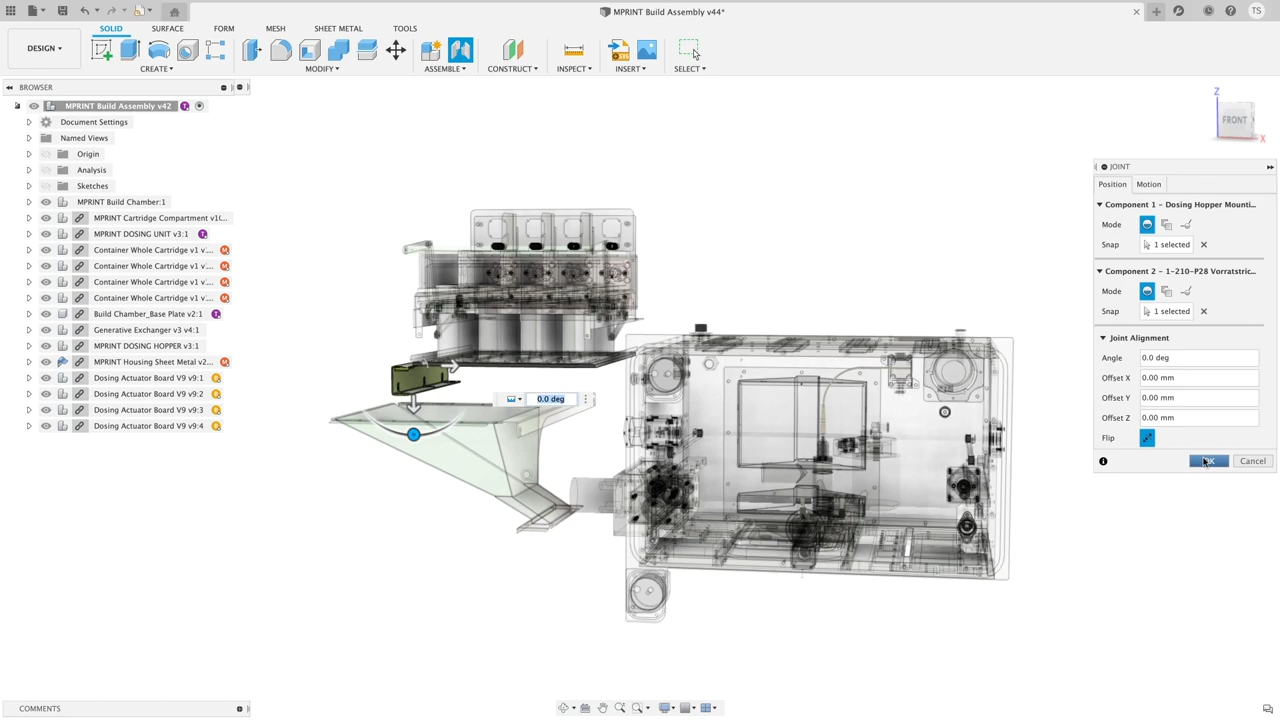 MPRINT Build Assembly v44*
TS
SOLID SURFACE FORM MESH SHEET METAL TOOLS
DESIGN
CREATE MODIFY ASSEMBLE CONSTRUCT INSPECT INSERT SELECT
BROWSER
MPRINT Build Assembly v42
Document Settings
Named Views
Origin
Analysis
Sketches
MPRINT Build Chamber:1
MPRINT Cartridge Compartment v1(...
MPRINT DOSING UNIT v3:1
Container Whole Cartridge v1 v'...
Container Whole Cartridge v1 v'...
Container Whole Cartridge v1 v'...
Container Whole Cartridge v1 v'...
Build Chamber_Base Plate v2:1
Generative Exchanger v3 v4:1
MPRINT DOSING HOPPER v3:1
MPRINT Housing Sheet Metal v2...
Dosing Actuator Board V9 v9:1
Dosing Actuator Board V9 v9:2
Dosing Actuator Board V9 v9:3
Dosing Actuator Board V9 v9:4
Z
FRONT
X
0.0 deg
JOINT
Position Motion
Component 1 - Dosing Hopper Mounti...
Mode
Snap 1 selected
Component 2 - 1-210-P28 Vorratstric...
Mode
Snap 1 selected
Joint Alignment
Angle 0.0 deg
Offset X 0.00 mm
Offset Y 0.00 mm
Offset Z 0.00 mm
Flip
OK Cancel
COMMENTS